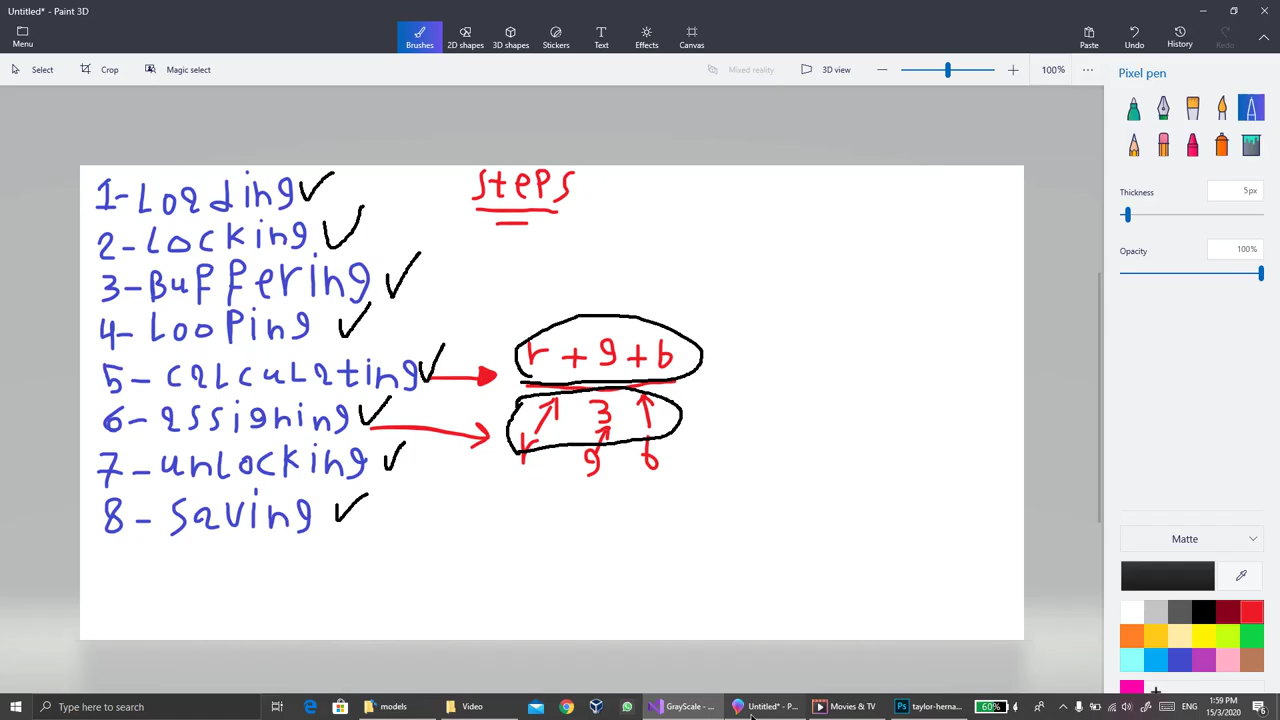 Untitled* - Paint 3D
Menu
Brushes
2D shapes
3D shapes
Stickers
Text
Effects
Canvas
Paste
Undo
History
Redo
Select
Crop
Magic select
Mixed reality
3D view
100%
Pixel pen
Thickness
5px
Opacity
100%
Matte
steps
1-Loading
2-Locking
3-Buffering
4-Looping
5-calculating
6-assigning
7-unlocking
8-saving
r + g + b
3
r g b
Type here to search
models
Video
GrayScale - ...
Untitled* - P...
Movies & TV
taylor-herna...
60%
1:59 PM
15/3/2020